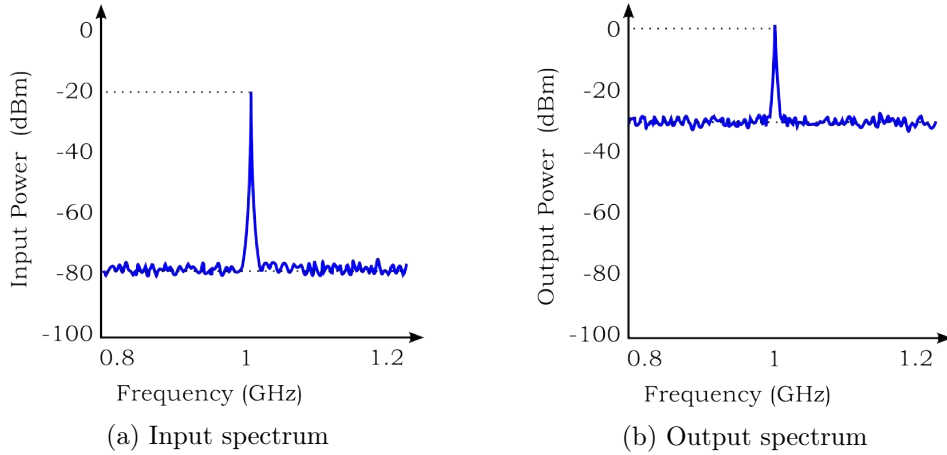 0
-20
-40
-60
-80
-100
Input Power (dBm)
0.8 1 1.2
Frequency (GHz)
(a) Input spectrum
0
-20
-40
-60
-80
-100
Output Power (dBm)
0.8 1 1.2
Frequency (GHz)
(b) Output spectrum